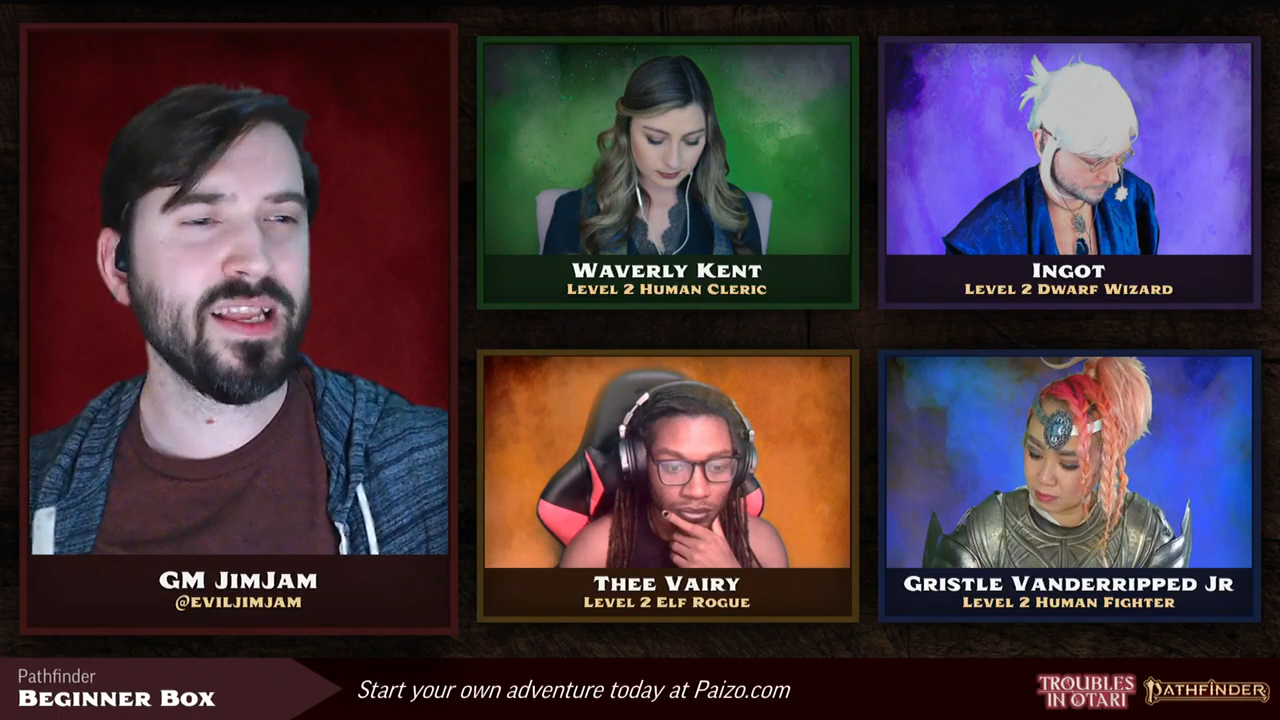 WAVERLY KENT
LEVEL 2 HUMAN CLERIC
INGOT
LEVEL 2 DWARF WIZARD
GM JIMJAM
@EVILJIMJAM
THEE VAIRY
LEVEL 2 ELF ROGUE
GRISTLE VANDERRIPPED JR
LEVEL 2 HUMAN FIGHTER
Pathfinder
BEGINNER BOX
Start your own adventure today at Paizo.com
TROUBLES
IN OTARI
PATHFINDER